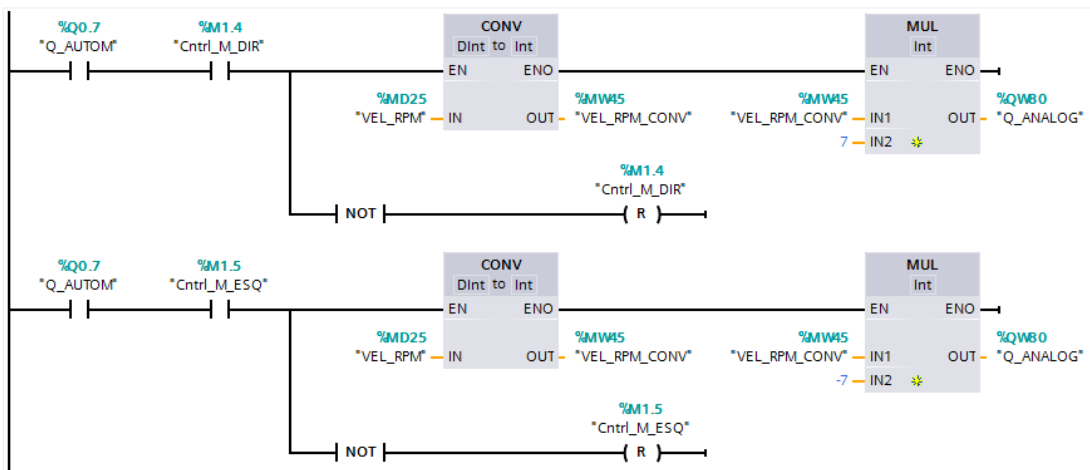 %Q0.7 %M1.4 CONV MUL
"Q_AUTOM" "Cntrl_M_DIR" DInt to Int Int
EN ENO EN ENO
%MD25 %MW45 %MW45 %QW80
"VEL_RPM" IN OUT "VEL_RPM_CONV" "VEL_RPM_CONV" IN1 OUT "Q_ANALOG"
7 IN2
%M1.4
"Cntrl_M_DIR"
NOT R
%Q0.7 %M1.5 CONV MUL
"Q_AUTOM" "Cntrl_M_ESQ" DInt to Int Int
EN ENO EN ENO
%MD25 %MW45 %MW45 %QW80
"VEL_RPM" IN OUT "VEL_RPM_CONV" "VEL_RPM_CONV" IN1 OUT "Q_ANALOG"
-7 IN2
%M1.5
"Cntrl_M_ESQ"
NOT R